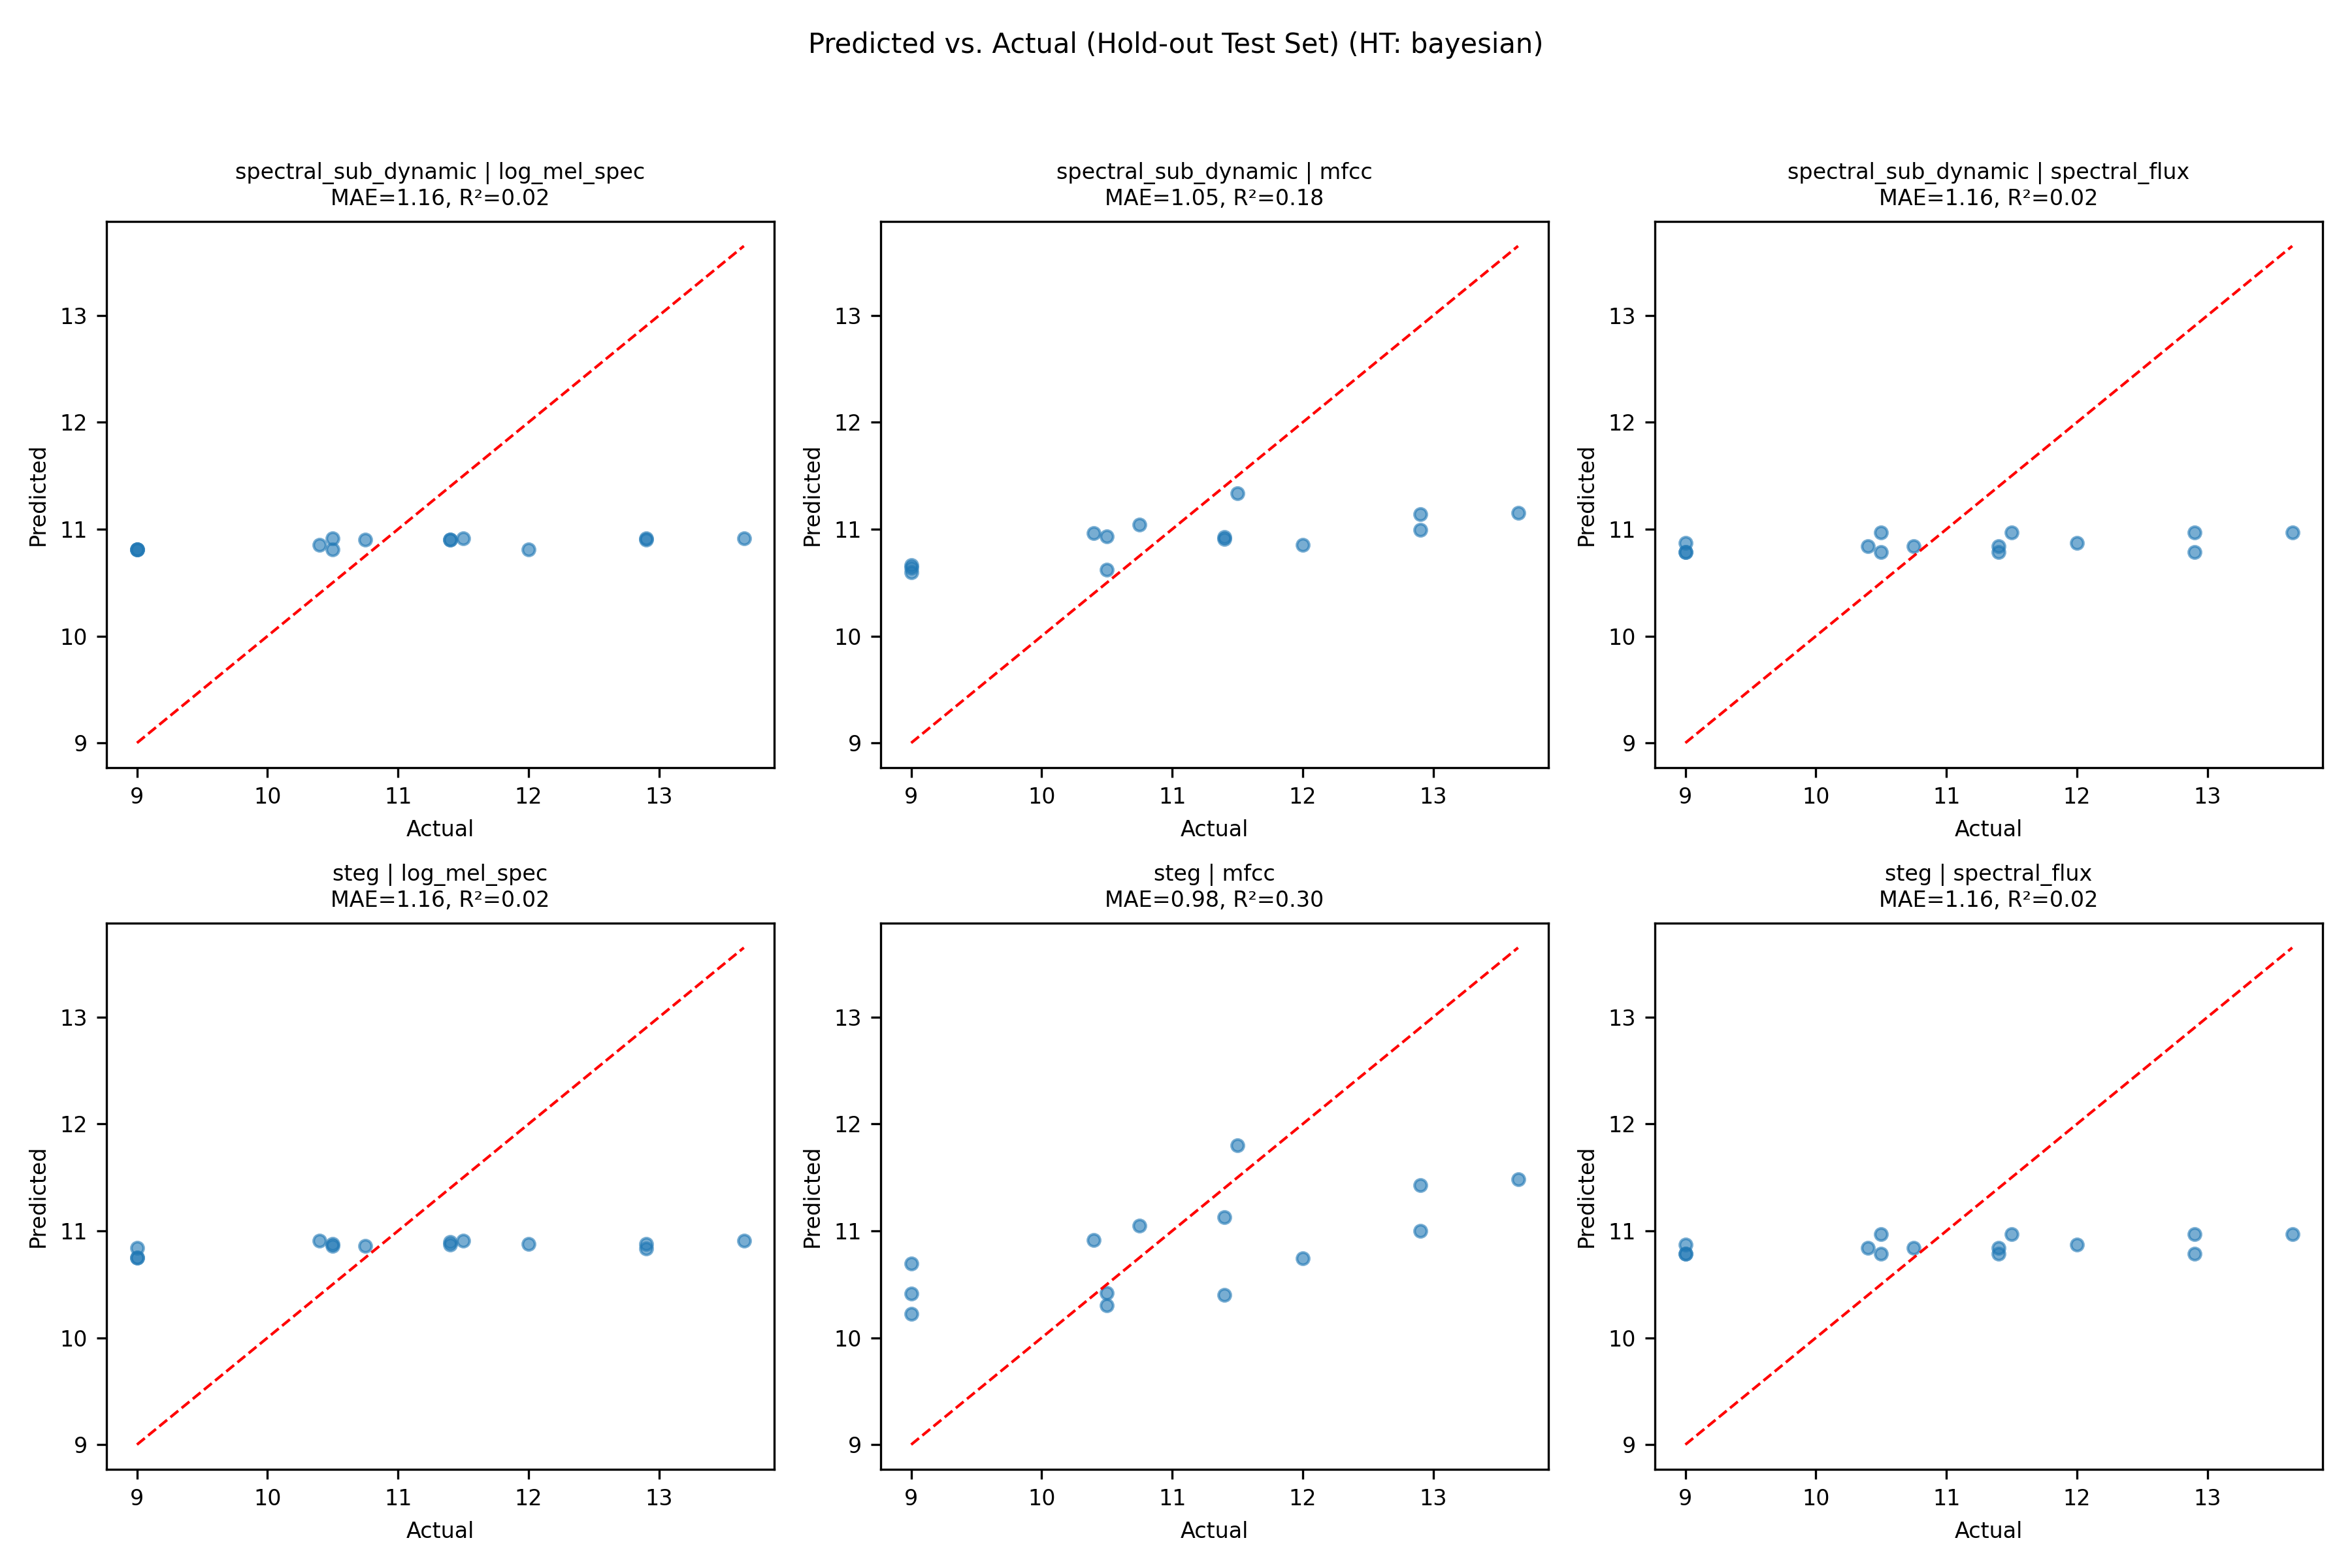 Predicted vs. Actual (Hold-out Test Set) (HT: bayesian)
spectral_sub_dynamic | log_mel_spec
MAE=1.16, R²=0.02
13
12
11
10
9
Predicted
9 10 11 12 13
Actual
spectral_sub_dynamic | mfcc
MAE=1.05, R²=0.18
13
12
11
10
9
Predicted
9 10 11 12 13
Actual
spectral_sub_dynamic | spectral_flux
MAE=1.16, R²=0.02
13
12
11
10
9
Predicted
9 10 11 12 13
Actual
steg | log_mel_spec
MAE=1.16, R²=0.02
13
12
11
10
9
Predicted
9 10 11 12 13
Actual
steg | mfcc
MAE=0.98, R²=0.30
13
12
11
10
9
Predicted
9 10 11 12 13
Actual
steg | spectral_flux
MAE=1.16, R²=0.02
13
12
11
10
9
Predicted
9 10 11 12 13
Actual